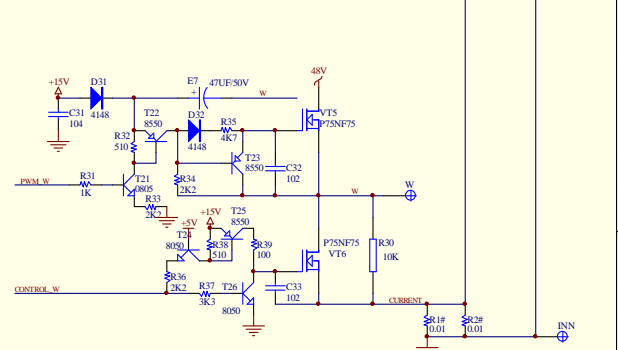 48V
+15V
D31
E7
47UF/50V
W
C31
104
4148
T22
8550
D32
R35
VT5
P75NF75
R32
510
4148
4K7
T23
8550
C32
102
PWM_W
R31
1K
T21
0805
R34
2K2
W
W
R33
2K2
+15V
T25
8550
+5V
T24
8050
R38
510
R39
100
P75NF75
VT6
R30
10K
R36
2K2
CONTROL_W
R37
3K3
T26
8050
C33
102
CURRENT
R1#
0.01
R2#
0.01
INN